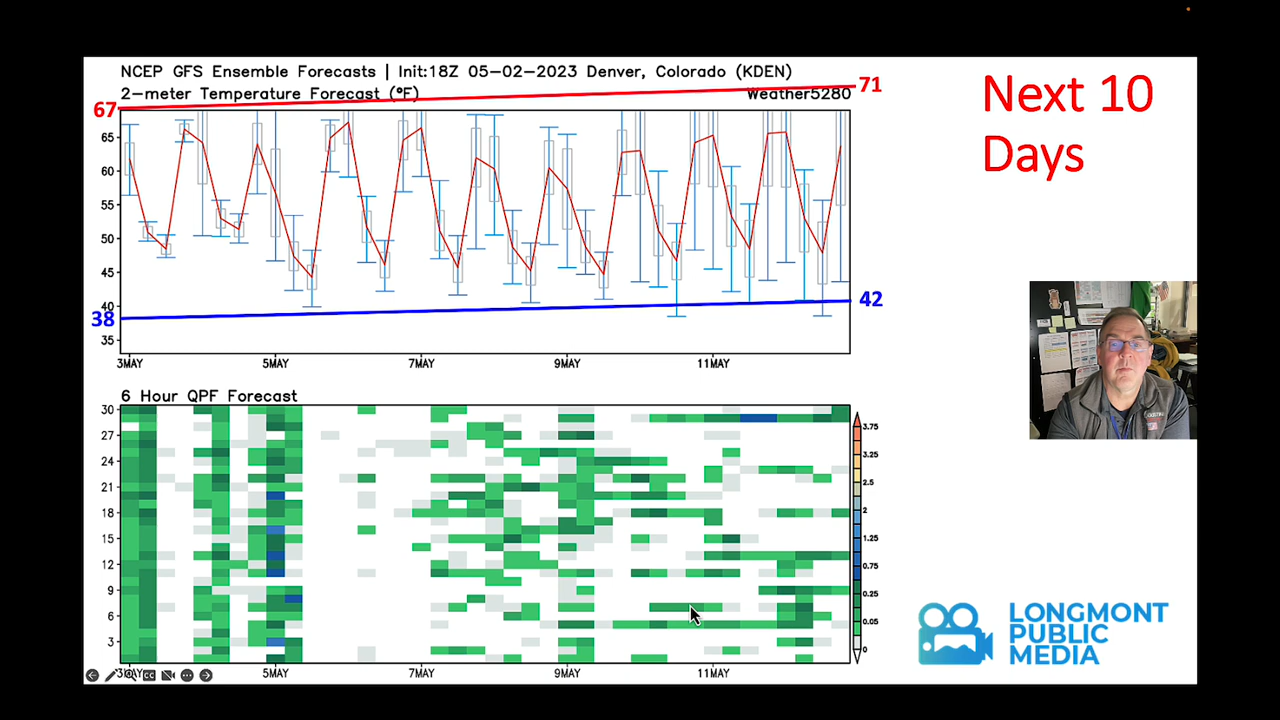 NCEP GFS Ensemble Forecasts | Init:18Z 05-02-2023 Denver, Colorado (KDEN)
2-meter Temperature Forecast (°F)
Weather5280
67
71
Next 10
Days
65
60
55
50
45
40
35
38
42
3MAY
5MAY
7MAY
9MAY
11MAY
6 Hour QPF Forecast
30
27
24
21
18
15
12
9
6
3
3.75
3.25
2.5
2
1.25
0.75
0.25
0.05
0
3MAY
5MAY
7MAY
9MAY
11MAY
LONGMONT
PUBLIC
MEDIA